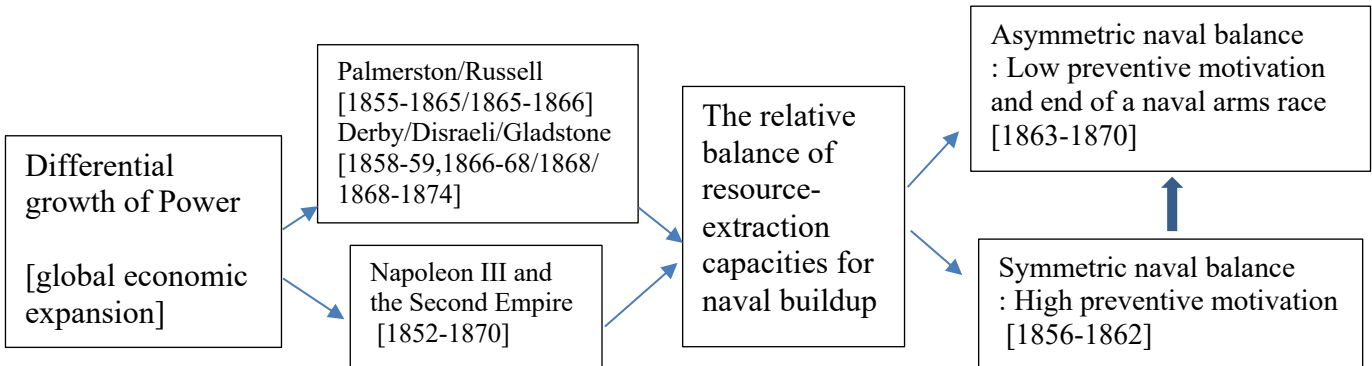 Differential
growth of Power
[global economic
expansion]
Palmerston/Russell
[1855-1865/1865-1866]
Derby/Disraeli/Gladstone
[1858-59,1866-68/1868/
1868-1874]
Napoleon III and
the Second Empire
[1852-1870]
The relative
balance of
resource-
extraction
capacities for
naval buildup
Asymmetric naval balance
: Low preventive motivation
and end of a naval arms race
[1863-1870]
Symmetric naval balance
: High preventive motivation
[1856-1862]